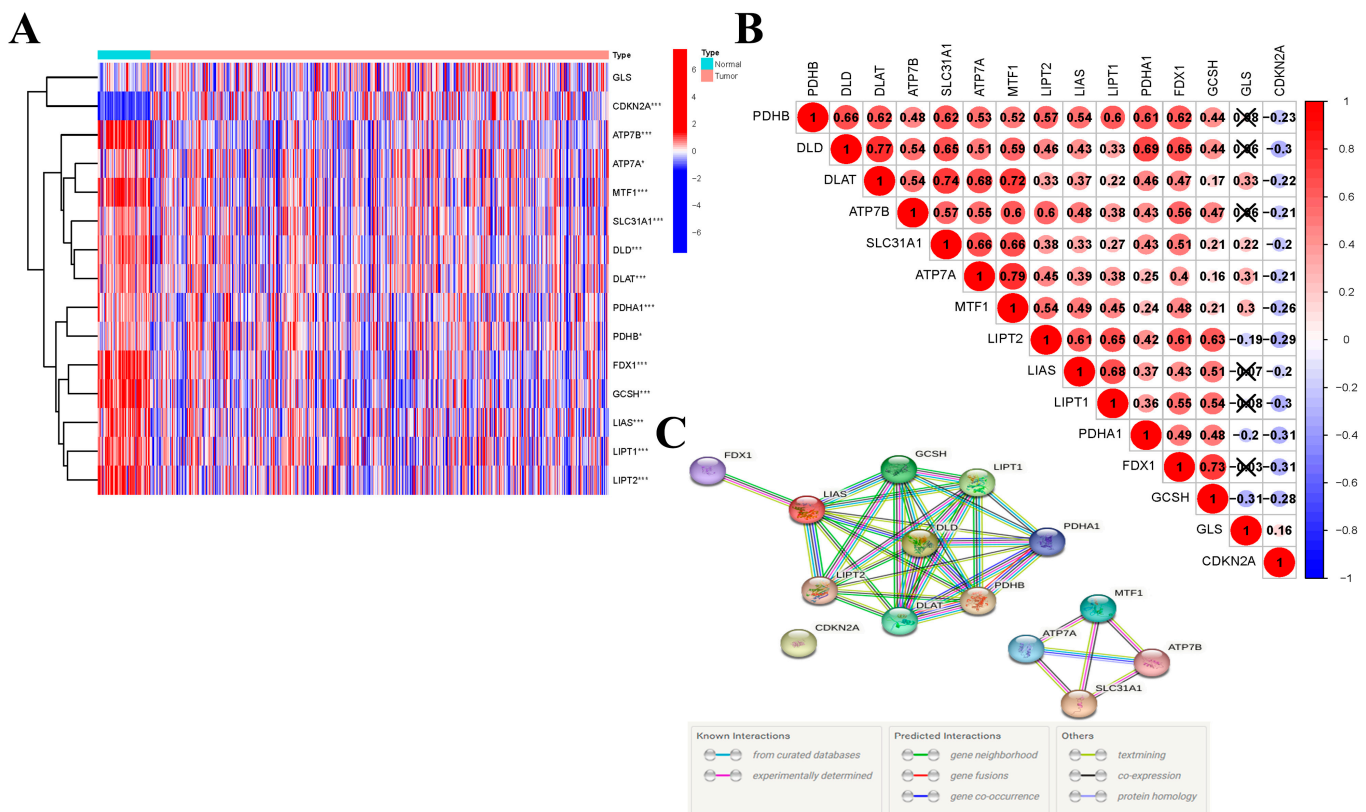 A
Type
GLS
CDKN2A***
ATP7B***
ATP7A*
MTF1***
SLC31A1***
DLD***
DLAT***
PDHA1***
PDHB*
FDX1***
GCSH***
LIAS***
LIPT1***
LIPT2***
6
4
2
0
−2
−4
−6
Type
Normal
Tumor
B
PDHB DLD DLAT ATP7B SLC31A1 ATP7A MTF1 LIPT2 LIAS LIPT1 PDHA1 FDX1 GCSH GLS CDKN2A
PDHB 1 0.66 0.62 0.48 0.62 0.53 0.52 0.57 0.54 0.6 0.61 0.62 0.44 0.08 −0.23
DLD 1 0.77 0.54 0.65 0.51 0.59 0.46 0.43 0.33 0.69 0.65 0.44 0.06 −0.3
DLAT 1 0.54 0.74 0.68 0.72 0.33 0.37 0.22 0.46 0.47 0.17 0.33 −0.22
ATP7B 1 0.57 0.55 0.6 0.6 0.48 0.38 0.43 0.56 0.47 0.06 −0.21
SLC31A1 1 0.66 0.66 0.38 0.33 0.27 0.43 0.51 0.21 0.22 −0.2
ATP7A 1 0.79 0.45 0.39 0.38 0.25 0.4 0.16 0.31 −0.21
MTF1 1 0.54 0.49 0.45 0.24 0.48 0.21 0.3 −0.26
LIPT2 1 0.61 0.65 0.42 0.61 0.63 −0.19 −0.29
LIAS 1 0.68 0.37 0.43 0.51 −0.07 −0.2
LIPT1 1 0.36 0.55 0.54 −0.08 −0.3
PDHA1 1 0.49 0.48 −0.2 −0.31
FDX1 1 0.73 −0.03 −0.31
GCSH 1 −0.31 −0.28
GLS 1 0.16
CDKN2A 1
1
0.8
0.6
0.4
0.2
0
−0.2
−0.4
−0.6
−0.8
−1
C
FDX1
GCSH
LIPT1
LIAS
DLD
PDHA1
LIPT2
PDHB
DLAT
CDKN2A
MTF1
ATP7A
ATP7B
SLC31A1
Known Interactions
from curated databases
experimentally determined
Predicted Interactions
gene neighborhood
gene fusions
gene co-occurrence
Others
textmining
co-expression
protein homology